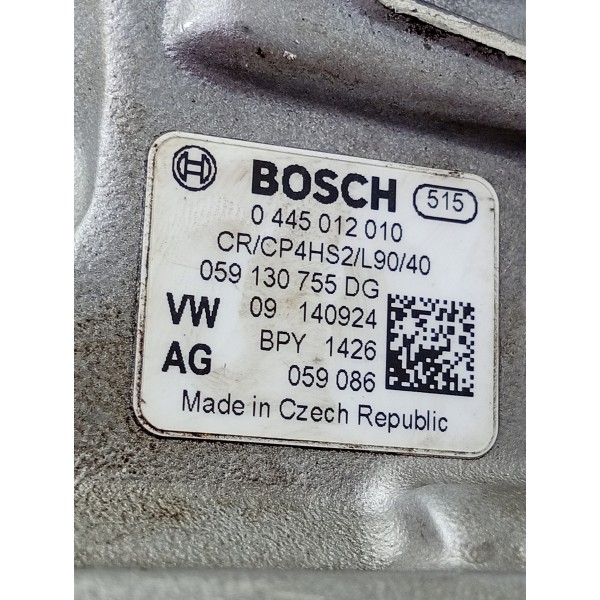 BOSCH 515
0 445 012 010
CR/CP4HS2/L90/40
059 130 755 DG
VW 09 140924
AG BPY 1426
059 086
Made in Czech Republic